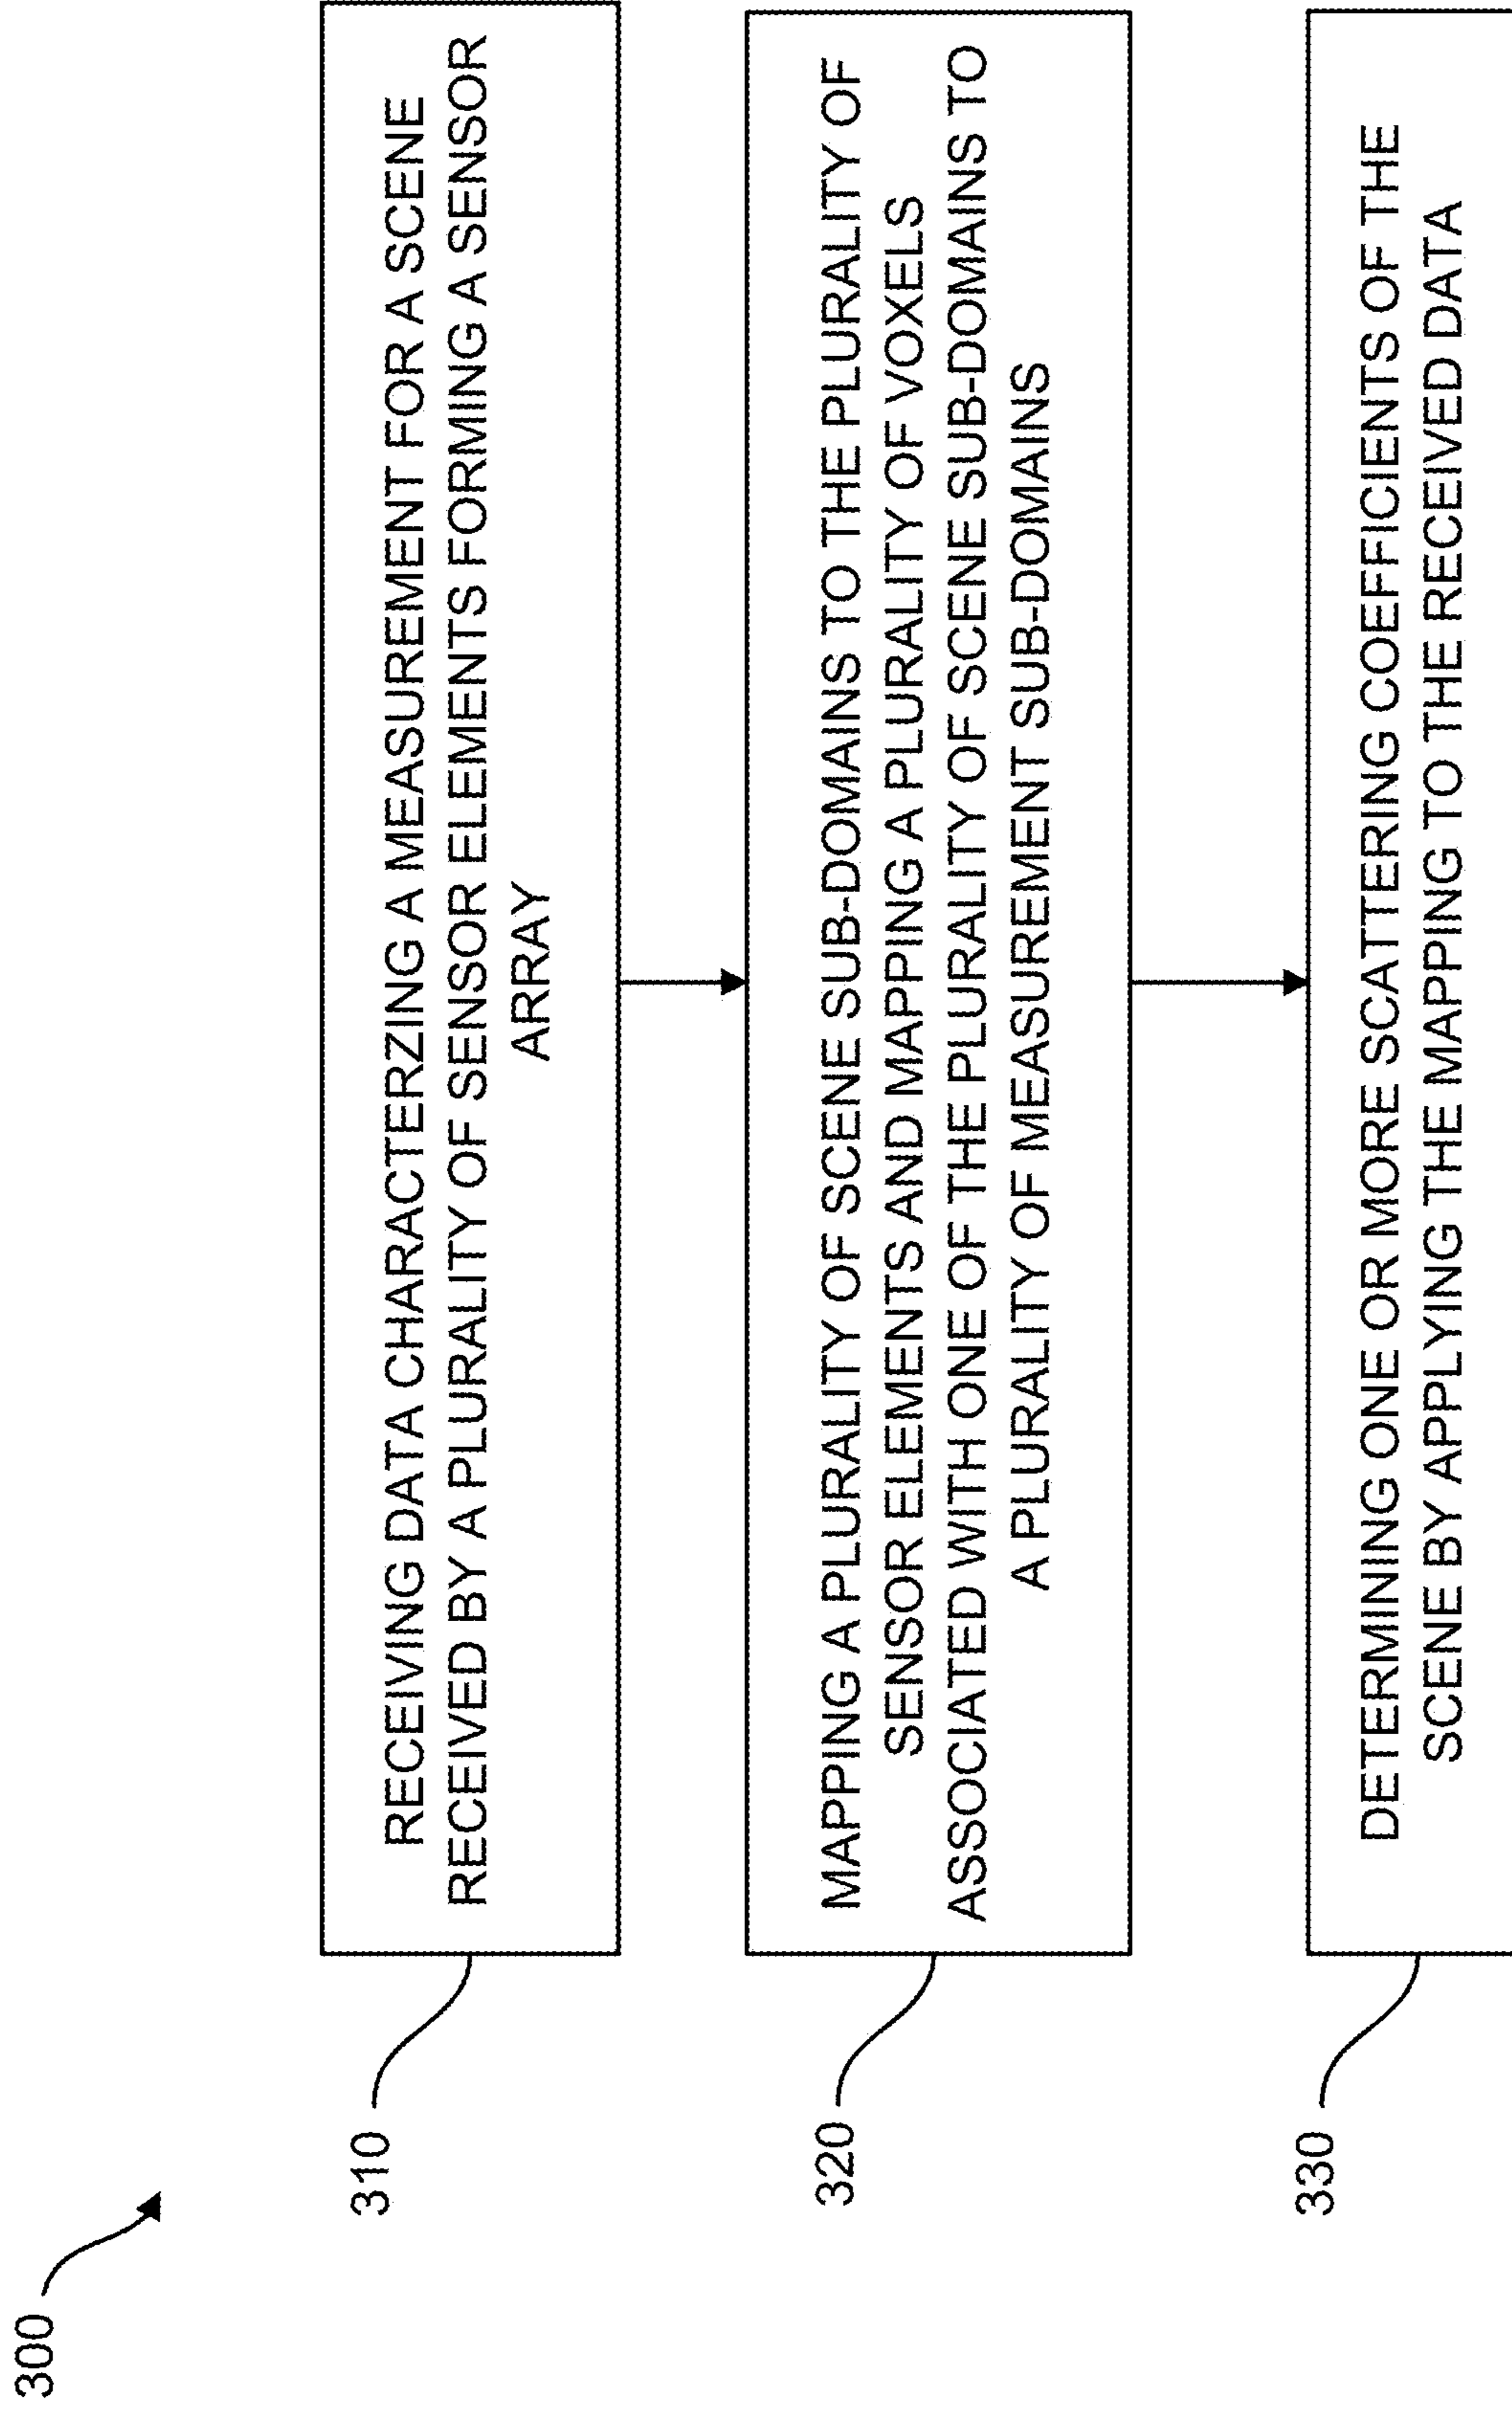 300
310
RECEIVING DATA CHARACTERZING A MEASUREMENT FOR A SCENE
RECEIVED BY A PLURALITY OF SENSOR ELEMENTS FORMING A SENSOR
ARRAY
320
MAPPING A PLURALITY OF SCENE SUB-DOMAINS TO THE PLURALITY OF
SENSOR ELEMENTS AND MAPPING A PLURALITY OF VOXELS
ASSOCIATED WITH ONE OF THE PLURALITY OF SCENE SUB-DOMAINS TO
A PLURALITY OF MEASUREMENT SUB-DOMAINS
330
DETERMINING ONE OR MORE SCATTERING COEFFICIENTS OF THE
SCENE BY APPLYING THE MAPPING TO THE RECEIVED DATA